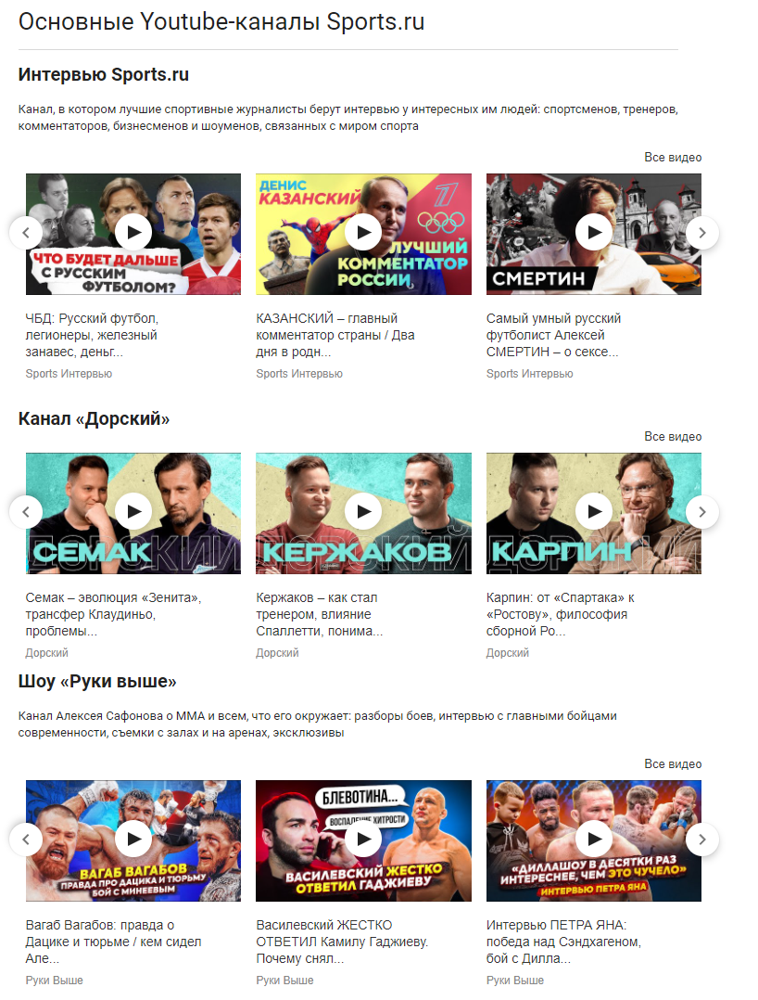 Основные Youtube-каналы Sports.ru
Интервью Sports.ru
Канал, в котором лучшие спортивные журналисты берут интервью у интересных им людей: спортсменов, тренеров,
комментаторов, бизнесменов и шоуменов, связанных с миром спорта
Все видео
ЧТО БУДЕТ ДАЛЬШЕ
С РУССКИМ
ФУТБОЛОМ?
ДЕНИС
КАЗАНСКИЙ
ЛУЧШИЙ
КОММЕНТАТОР
РОССИИ
СМЕРТИН
ЧБД: Русский футбол,
легионеры, железный
занавес, деньг...
Sports Интервью
КАЗАНСКИЙ – главный
комментатор страны / Два
дня в родн...
Sports Интервью
Самый умный русский
футболист Алексей
СМЕРТИН – о сексе...
Sports Интервью
Канал «Дорский»
Все видео
СЕМАК
КЕРЖАКОВ
КАРПИН
Семак – эволюция «Зенита»,
трансфер Клаудиньо,
проблемы...
Дорский
Кержаков – как стал
тренером, влияние
Спаллетти, понима...
Дорский
Карпин: от «Спартака» к
«Ростову», философия
сборной Ро...
Дорский
Шоу «Руки выше»
Канал Алексея Сафонова о ММА и всем, что его окружает: разборы боев, интервью с главными бойцами
современности, съемки с залах и на аренах, эксклюзивы
Все видео
ВАГАБ ВАГАБОВ
ПРАВДА ПРО ДАЦИКА И ТЮРЬМУ
БОЙ С МИНЕЕВЫМ
БЛЕВОТИНА...
ВОСПАЛЕНИЕ ХИТРОСТИ
ВАСИЛЕВСКИЙ ЖЕСТКО
ОТВЕТИЛ ГАДЖИЕВУ
«ДИЛЛАШОУ В ДЕСЯТКИ РАЗ
ИНТЕРЕСНЕЕ, ЧЕМ ЭТО ЧУЧЕЛО»
ИНТЕРВЬЮ ПЕТРА ЯНА
Вагаб Вагабов: правда о
Дацике и тюрьме / кем сидел
Але...
Руки Выше
Василевский ЖЕСТКО
ОТВЕТИЛ Камилу Гаджиеву.
Почему снял...
Руки Выше
Интервью ПЕТРА ЯНА:
победа над Сэндхагеном,
бой с Дилла...
Руки Выше